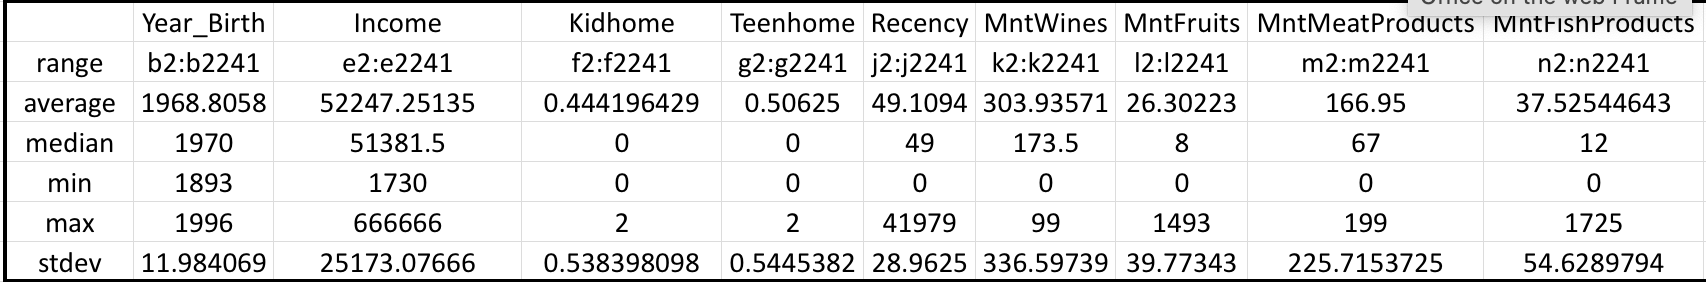 Office on the web Frame
Year_Birth Income Kidhome Teenhome Recency MntWines MntFruits MntMeatProducts MntFishProducts
range b2:b2241 e2:e2241 f2:f2241 g2:g2241 j2:j2241 k2:k2241 l2:l2241 m2:m2241 n2:n2241
average 1968.8058 52247.25135 0.444196429 0.50625 49.1094 303.93571 26.30223 166.95 37.52544643
median 1970 51381.5 0 0 49 173.5 8 67 12
min 1893 1730 0 0 0 0 0 0 0
max 1996 666666 2 2 41979 99 1493 199 1725
stdev 11.984069 25173.07666 0.538398098 0.5445382 28.9625 336.59739 39.77343 225.7153725 54.6289794